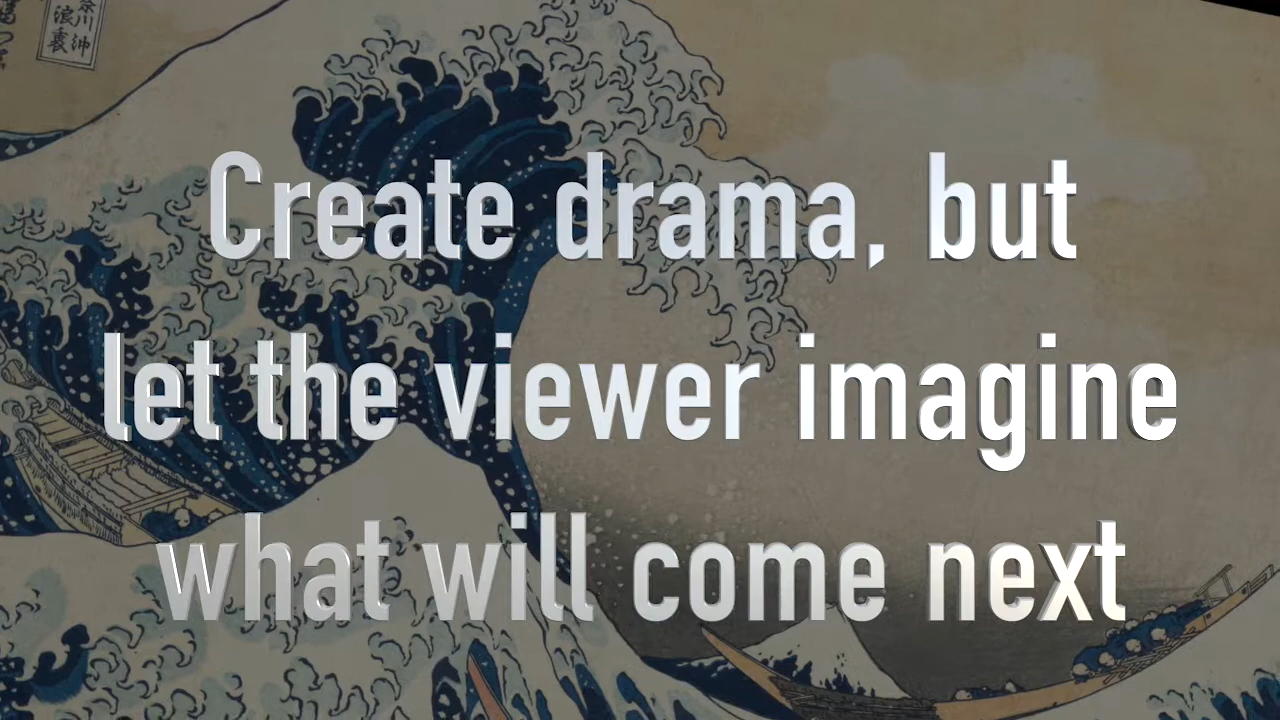 Create drama, but
let the viewer imagine
what will come next